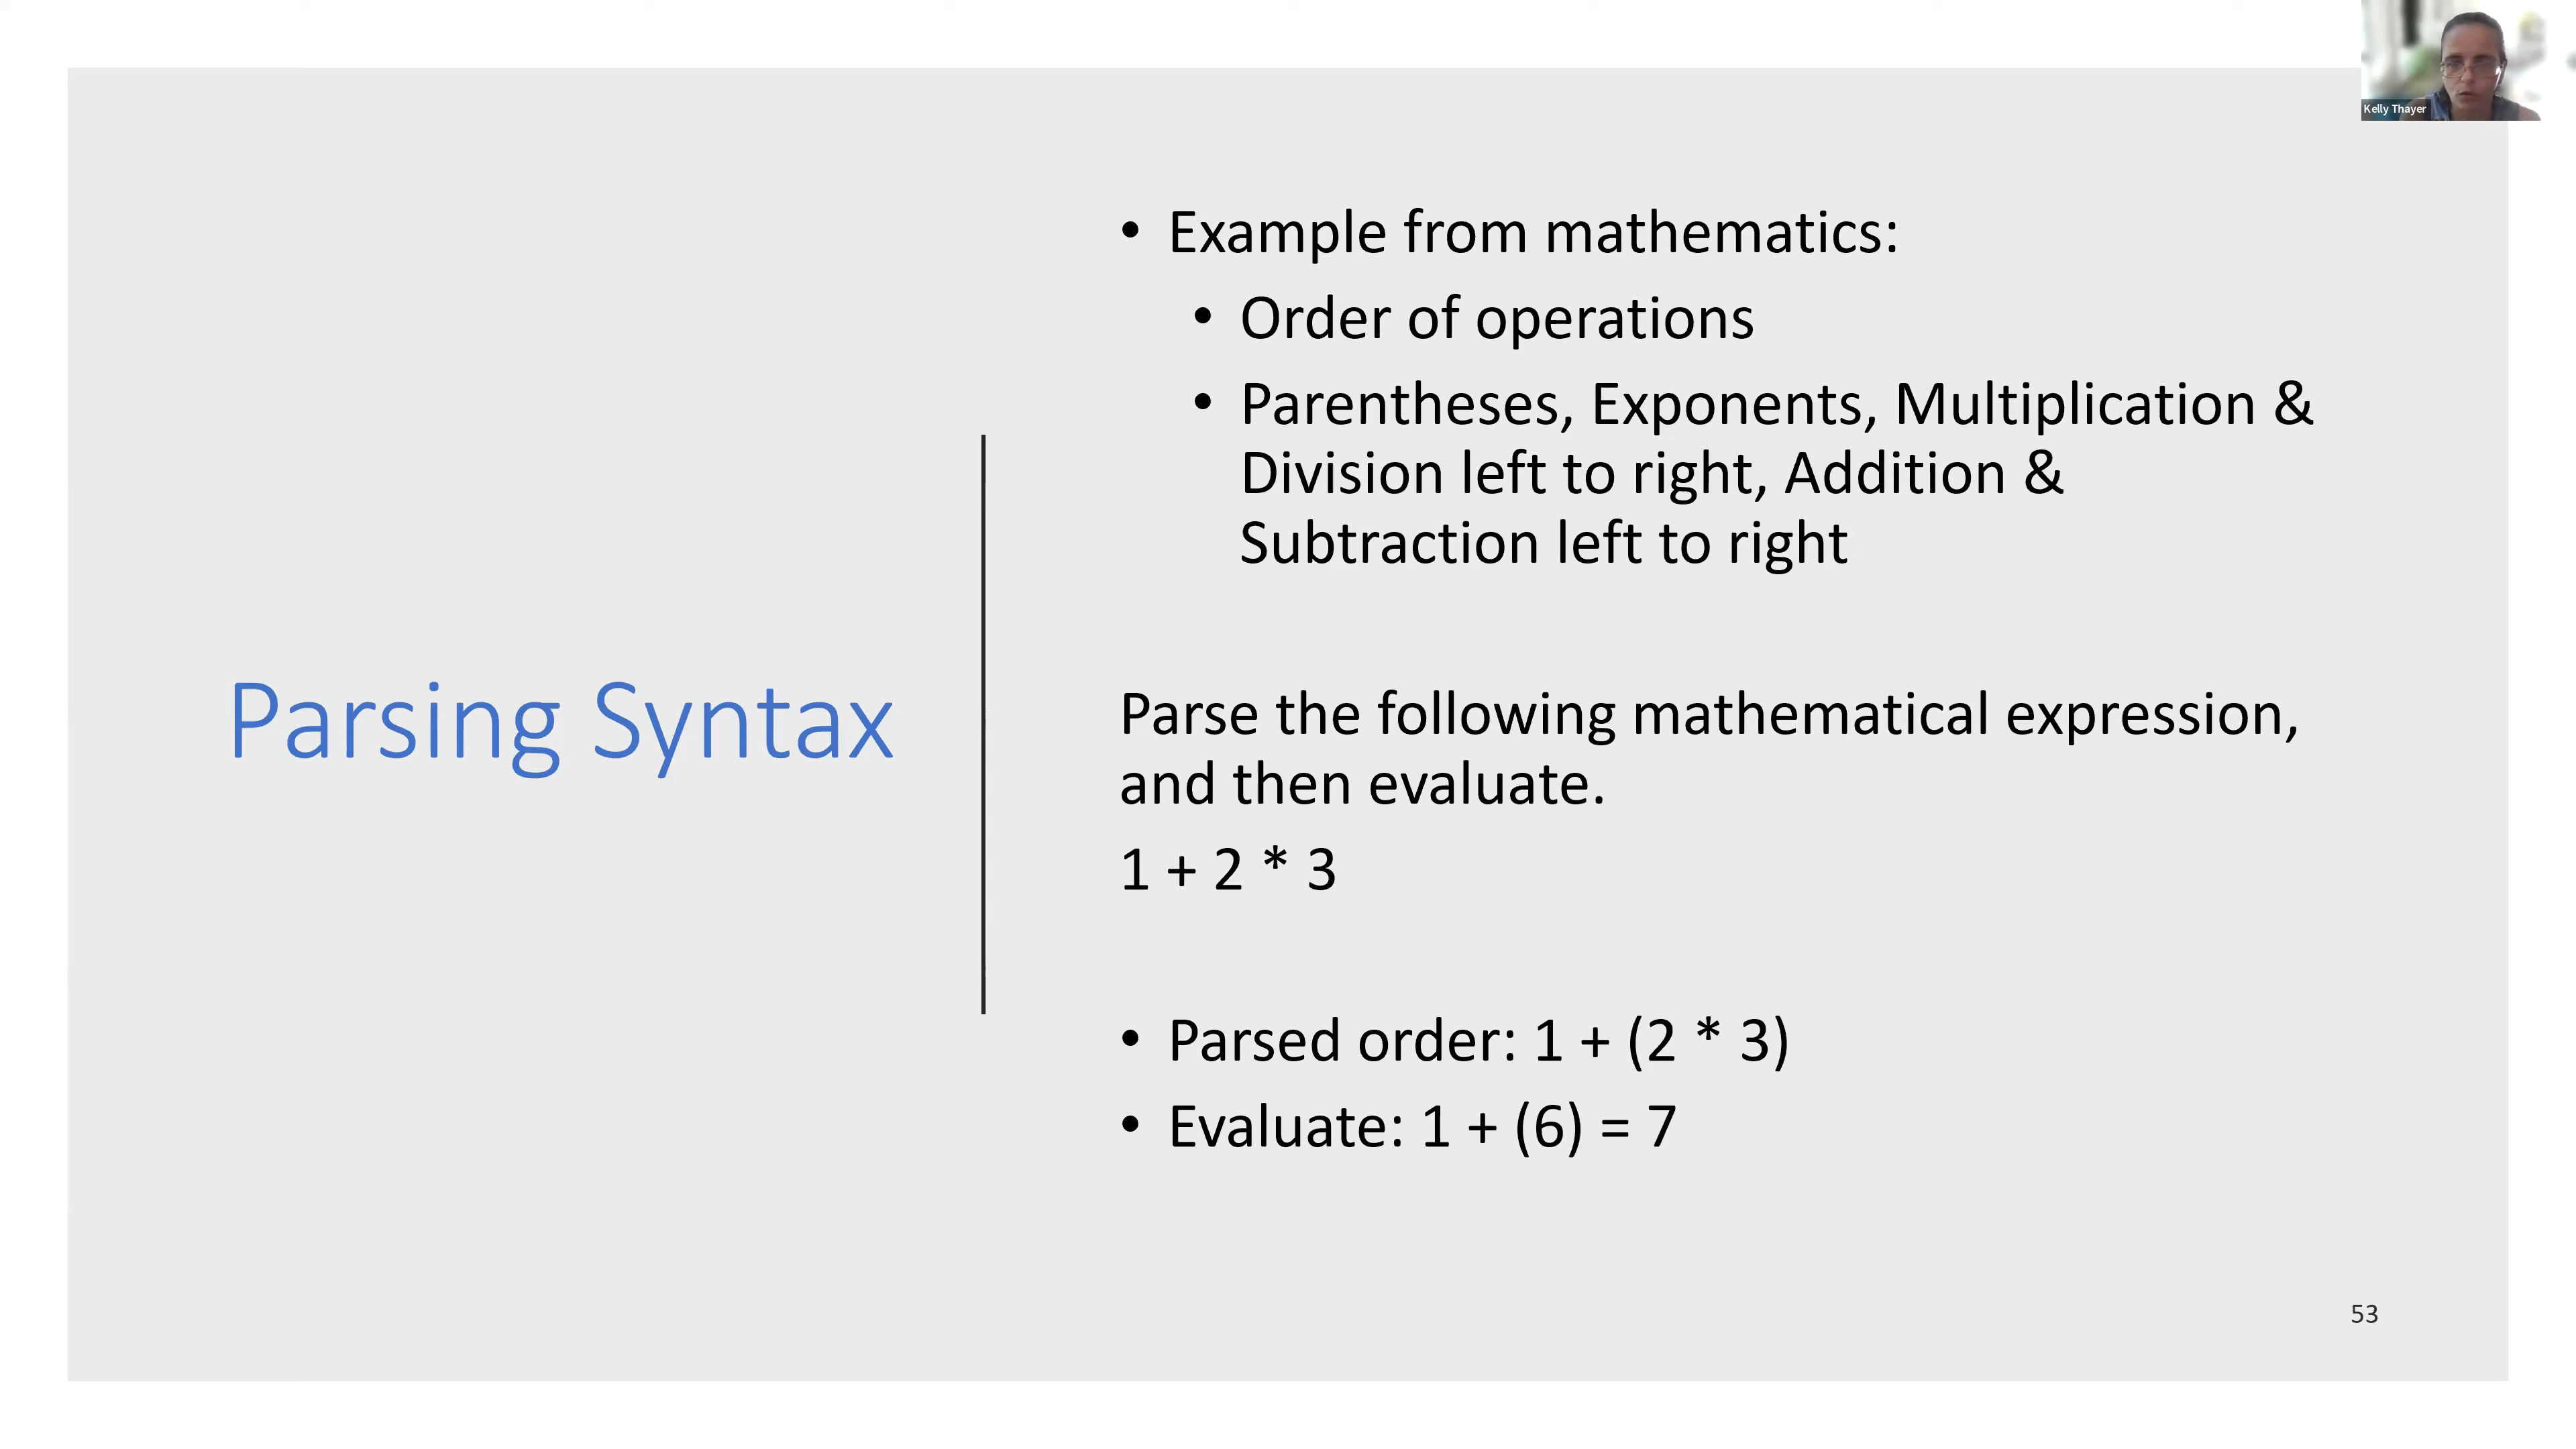 Kelly Thayer
Parsing Syntax
• Example from mathematics:
• Order of operations
• Parentheses, Exponents, Multiplication &
Division left to right, Addition &
Subtraction left to right
Parse the following mathematical expression,
and then evaluate.
1 + 2 * 3
• Parsed order: 1 + (2 * 3)
• Evaluate: 1 + (6) = 7
53